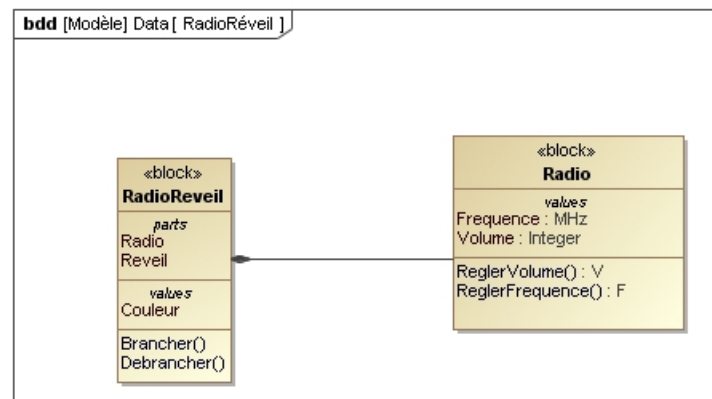 bdd [Modèle] Data [ RadioRéveil ]
«block»
RadioReveil
parts
Radio
Reveil
values
Couleur
Brancher()
Debrancher()
«block»
Radio
values
Frequence : MHz
Volume : Integer
ReglerVolume() : V
ReglerFrequence() : F